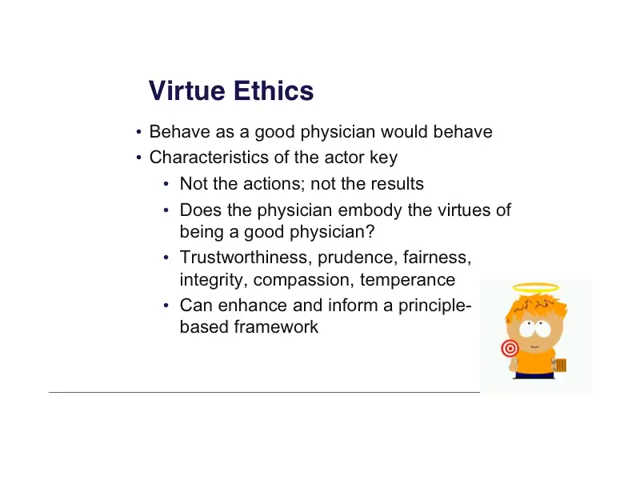 Virtue Ethics
• Behave as a good physician would behave
• Characteristics of the actor key
• Not the actions; not the results
• Does the physician embody the virtues of
being a good physician?
• Trustworthiness, prudence, fairness,
integrity, compassion, temperance
• Can enhance and inform a principle-
based framework